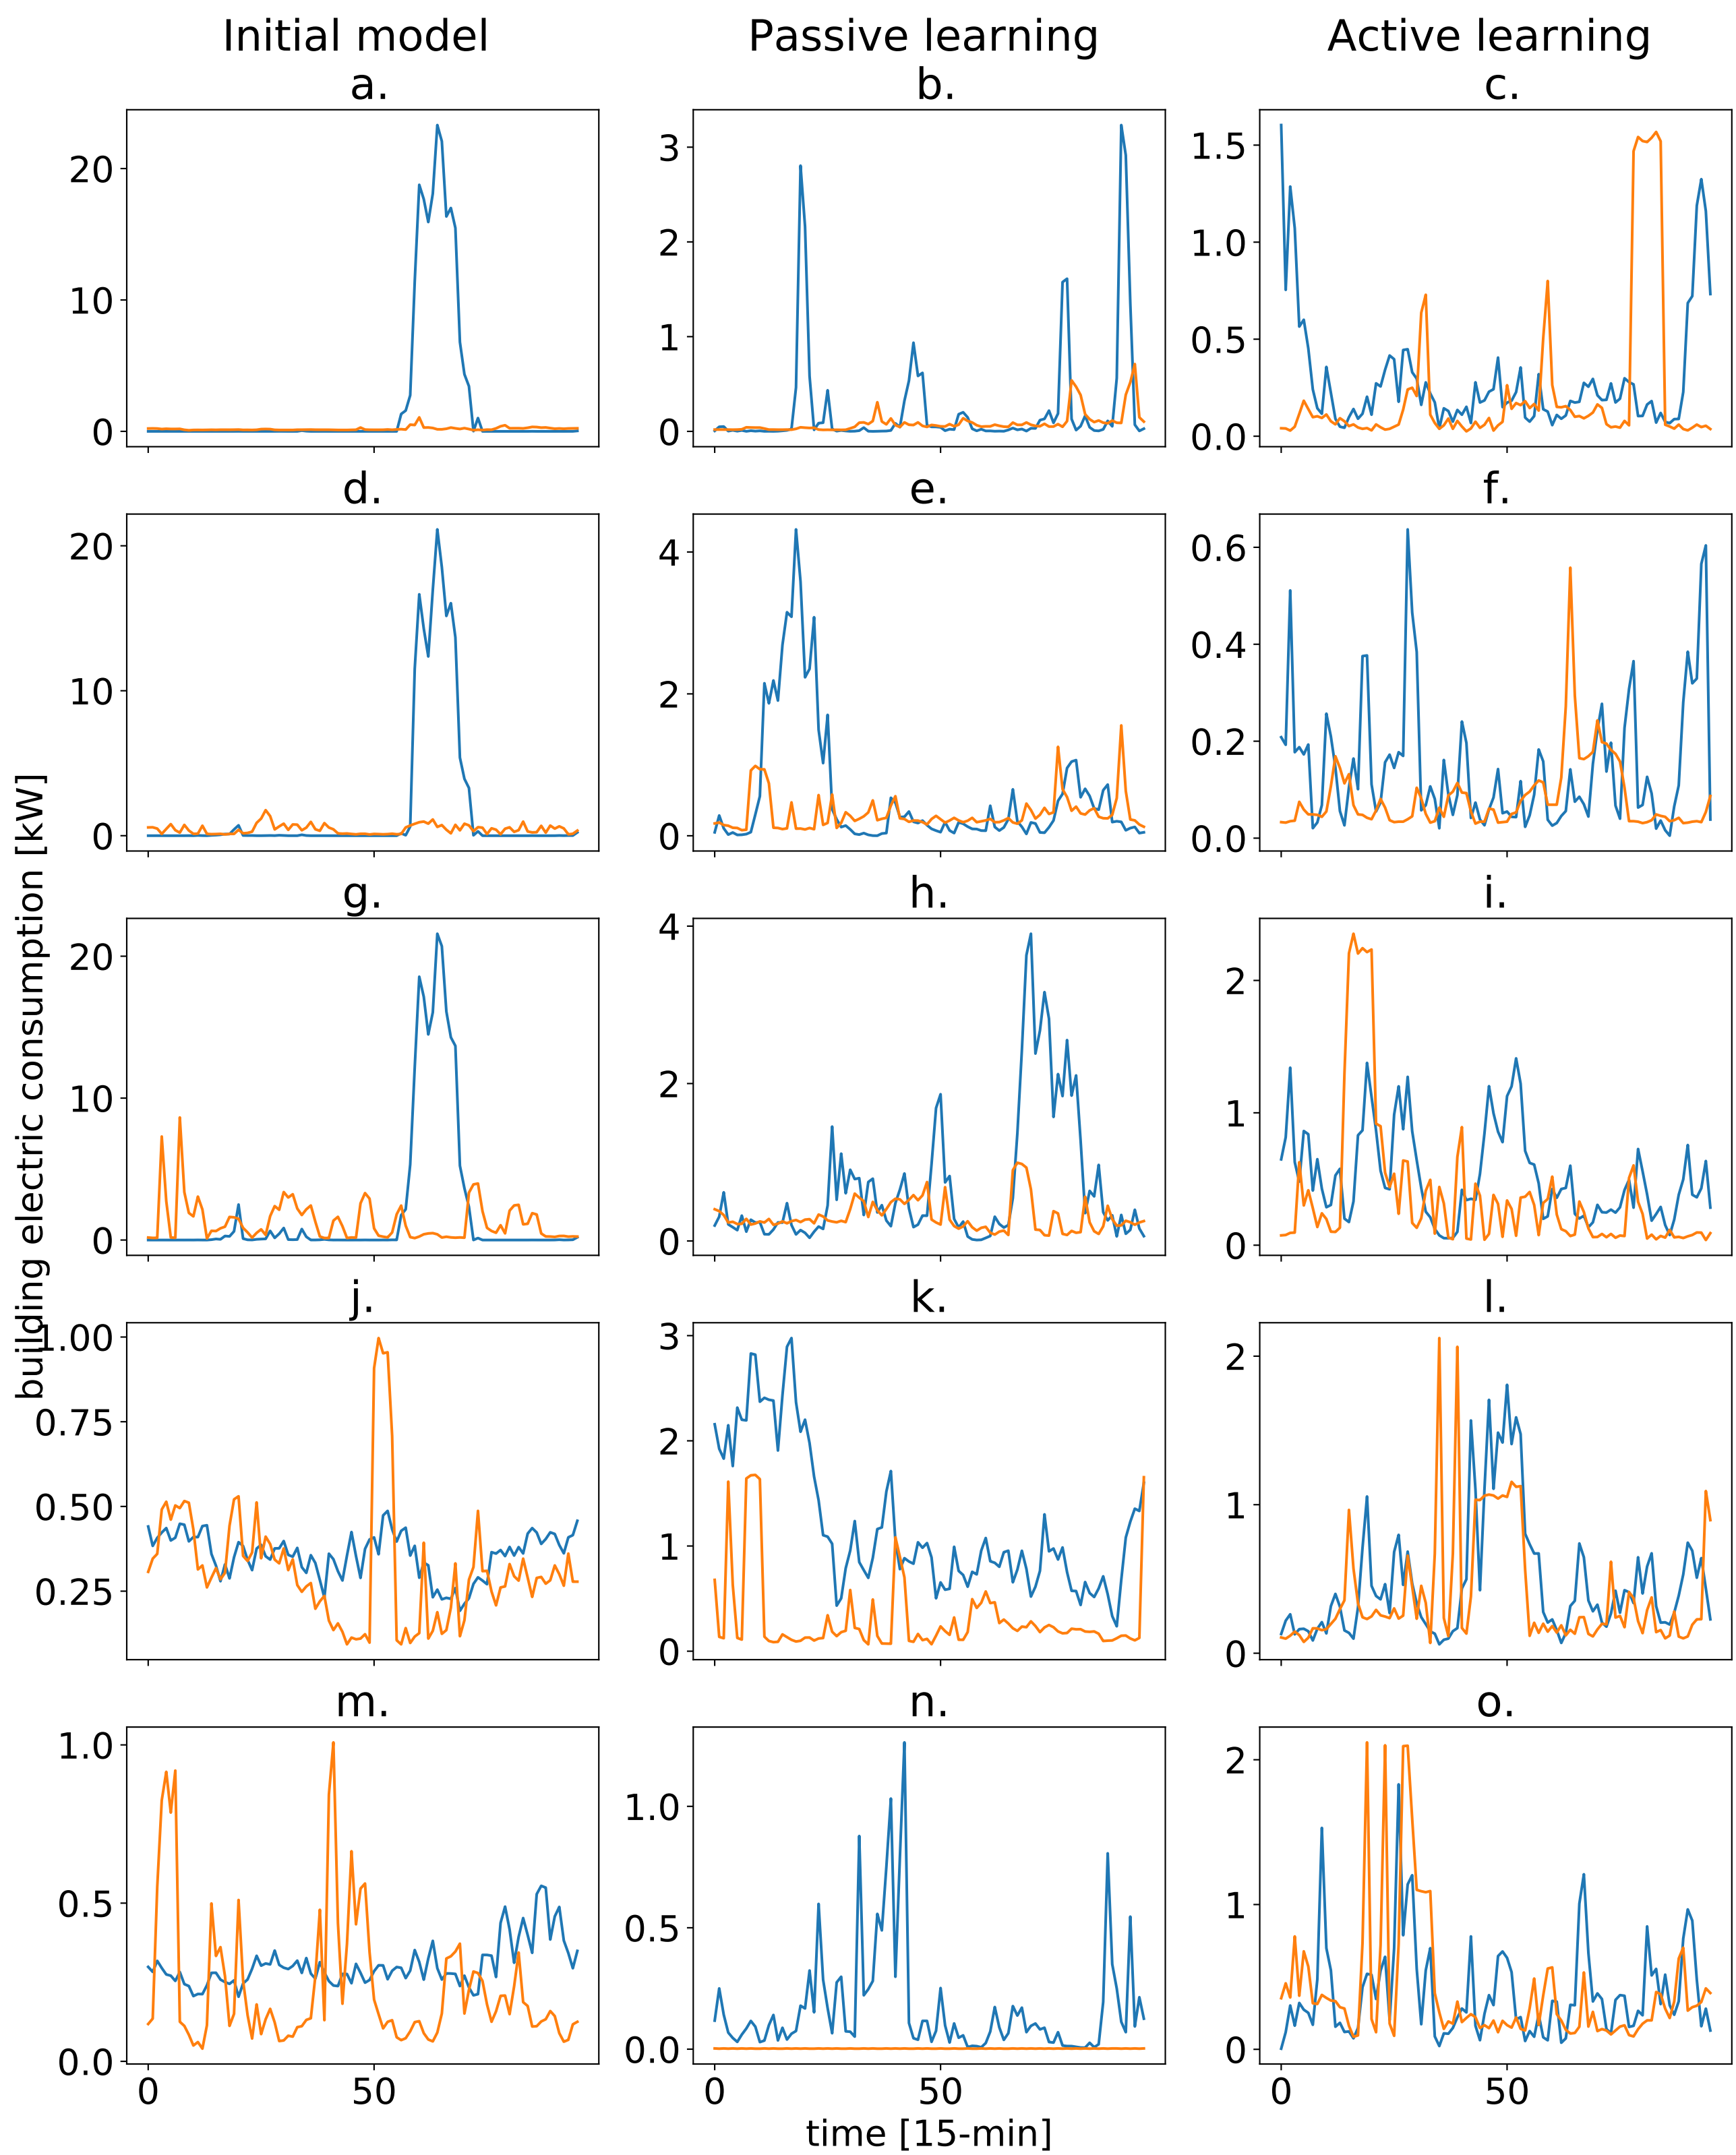 Initial model Passive learning Active learning
a. b. c.
20 3 1.5
2 1.0
10 1 0.5
0 0 0.0
d. e. f.
20 4 0.6
0.4
10 2 0.2
0 0 0.0
building electric consumption [kW]
g. h. i.
20 4 2
10 2 1
0 0 0
j. k. l.
1.00 3 2
0.75 2
0.50 1 1
0.25 0 0
m. n. o.
1.0 1.0 2
0.5 0.5 1
0.0 0.0 0
0 50 0 50 0 50
time [15-min]